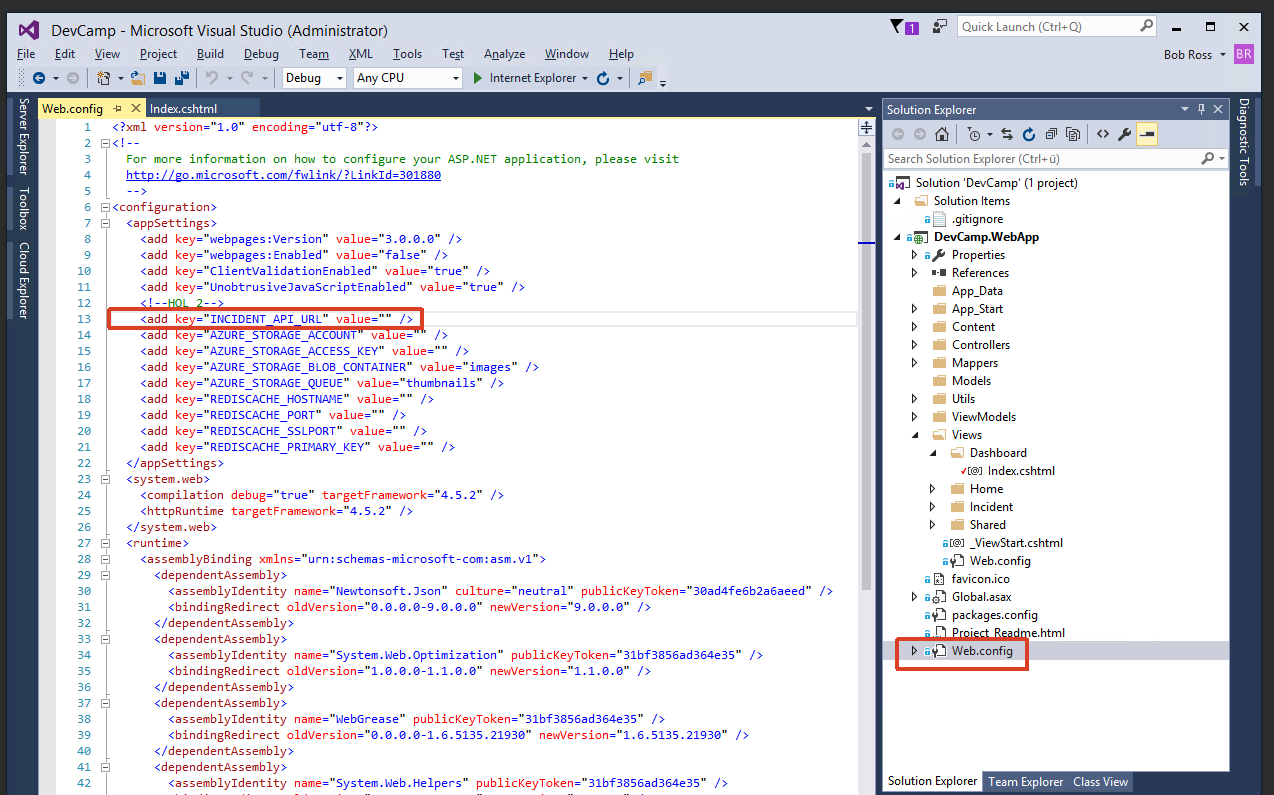 DevCamp - Microsoft Visual Studio (Administrator)
1
Quick Launch (Ctrl+Q)
File Edit View Project Build Debug Team XML Tools Test Analyze Window Help
Bob Ross BR
Debug Any CPU Internet Explorer
Server Explorer
Toolbox
Cloud Explorer
Web.config Index.cshtml
1 <?xml version="1.0" encoding="utf-8"?>
2 <!--
3 For more information on how to configure your ASP.NET application, please visit
4 http://go.microsoft.com/fwlink/?LinkId=301880
5 -->
6 <configuration>
7 <appSettings>
8 <add key="webpages:Version" value="3.0.0.0" />
9 <add key="webpages:Enabled" value="false" />
10 <add key="ClientValidationEnabled" value="true" />
11 <add key="UnobtrusiveJavaScriptEnabled" value="true" />
12 <!--HOL 2-->
13 <add key="INCIDENT_API_URL" value="" />
14 <add key="AZURE_STORAGE_ACCOUNT" value="" />
15 <add key="AZURE_STORAGE_ACCESS_KEY" value="" />
16 <add key="AZURE_STORAGE_BLOB_CONTAINER" value="images" />
17 <add key="AZURE_STORAGE_QUEUE" value="thumbnails" />
18 <add key="REDISCACHE_HOSTNAME" value="" />
19 <add key="REDISCACHE_PORT" value="" />
20 <add key="REDISCACHE_SSLPORT" value="" />
21 <add key="REDISCACHE_PRIMARY_KEY" value="" />
22 </appSettings>
23 <system.web>
24 <compilation debug="true" targetFramework="4.5.2" />
25 <httpRuntime targetFramework="4.5.2" />
26 </system.web>
27 <runtime>
28 <assemblyBinding xmlns="urn:schemas-microsoft-com:asm.v1">
29 <dependentAssembly>
30 <assemblyIdentity name="Newtonsoft.Json" culture="neutral" publicKeyToken="30ad4fe6b2a6aeed" />
31 <bindingRedirect oldVersion="0.0.0.0-9.0.0.0" newVersion="9.0.0.0" />
32 </dependentAssembly>
33 <dependentAssembly>
34 <assemblyIdentity name="System.Web.Optimization" publicKeyToken="31bf3856ad364e35" />
35 <bindingRedirect oldVersion="1.0.0.0-1.1.0.0" newVersion="1.1.0.0" />
36 </dependentAssembly>
37 <dependentAssembly>
38 <assemblyIdentity name="WebGrease" publicKeyToken="31bf3856ad364e35" />
39 <bindingRedirect oldVersion="0.0.0.0-1.6.5135.21930" newVersion="1.6.5135.21930" />
40 </dependentAssembly>
41 <dependentAssembly>
42 <assemblyIdentity name="System.Web.Helpers" publicKeyToken="31bf3856ad364e35" />
Solution Explorer
Search Solution Explorer (Ctrl+ü)
Solution 'DevCamp' (1 project)
Solution Items
.gitignore
DevCamp.WebApp
Properties
References
App_Data
App_Start
Content
Controllers
Mappers
Models
Utils
ViewModels
Views
Dashboard
Index.cshtml
Home
Incident
Shared
_ViewStart.cshtml
Web.config
favicon.ico
Global.asax
packages.config
Project_Readme.html
Web.config
Solution Explorer Team Explorer Class View
Diagnostic Tools